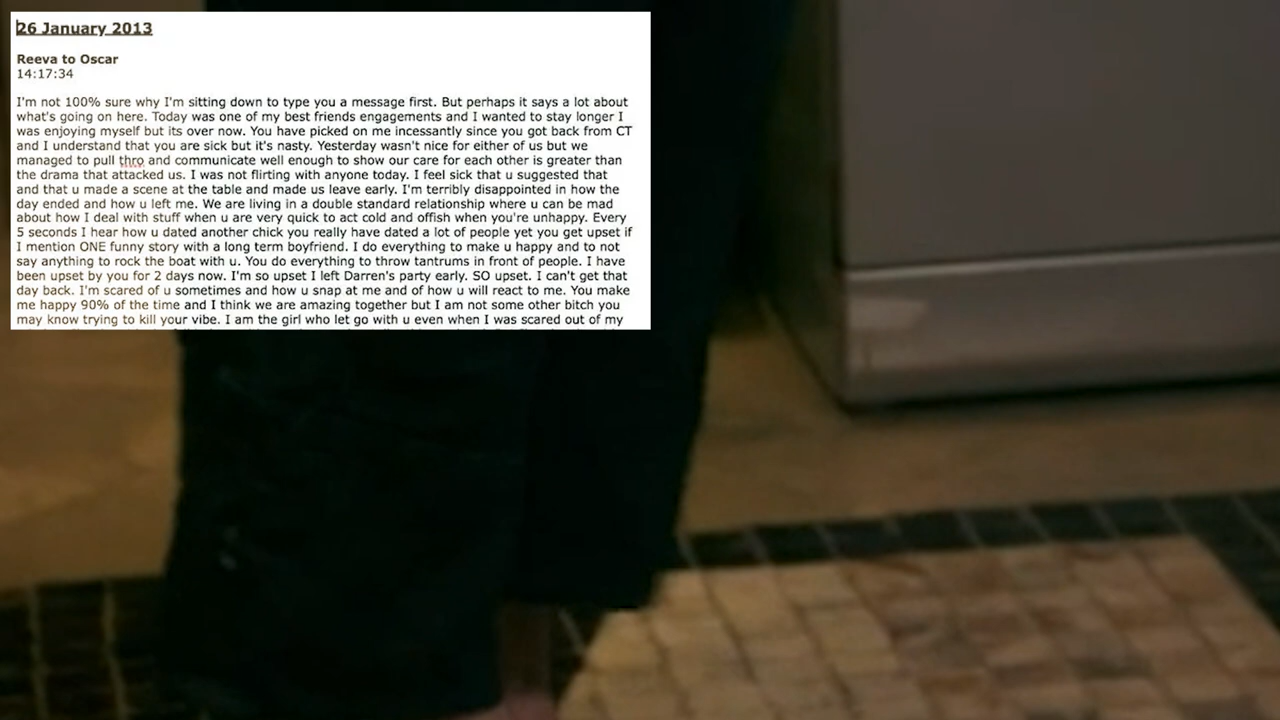 26 January 2013
Reeva to Oscar
14:17:34
I'm not 100% sure why I'm sitting down to type you a message first. But perhaps it says a lot about
what's going on here. Today was one of my best friends engagements and I wanted to stay longer I
was enjoying myself but its over now. You have picked on me incessantly since you got back from CT
and I understand that you are sick but it's nasty. Yesterday wasn't nice for either of us but we
managed to pull thro and communicate well enough to show our care for each other is greater than
the drama that attacked us. I was not flirting with anyone today. I feel sick that u suggested that
and that u made a scene at the table and made us leave early. I'm terribly disappointed in how the
day ended and how u left me. We are living in a double standard relationship where u can be mad
about how I deal with stuff when u are very quick to act cold and offish when you're unhappy. Every
5 seconds I hear how u dated another chick you really have dated a lot of people yet you get upset if
I mention ONE funny story with a long term boyfriend. I do everything to make u happy and to not
say anything to rock the boat with u. You do everything to throw tantrums in front of people. I have
been upset by you for 2 days now. I'm so upset I left Darren's party early. SO upset. I can't get that
day back. I'm scared of u sometimes and how u snap at me and of how u will react to me. You make
me happy 90% of the time and I think we are amazing together but I am not some other bitch you
may know trying to kill your vibe. I am the girl who let go with u even when I was scared out of my